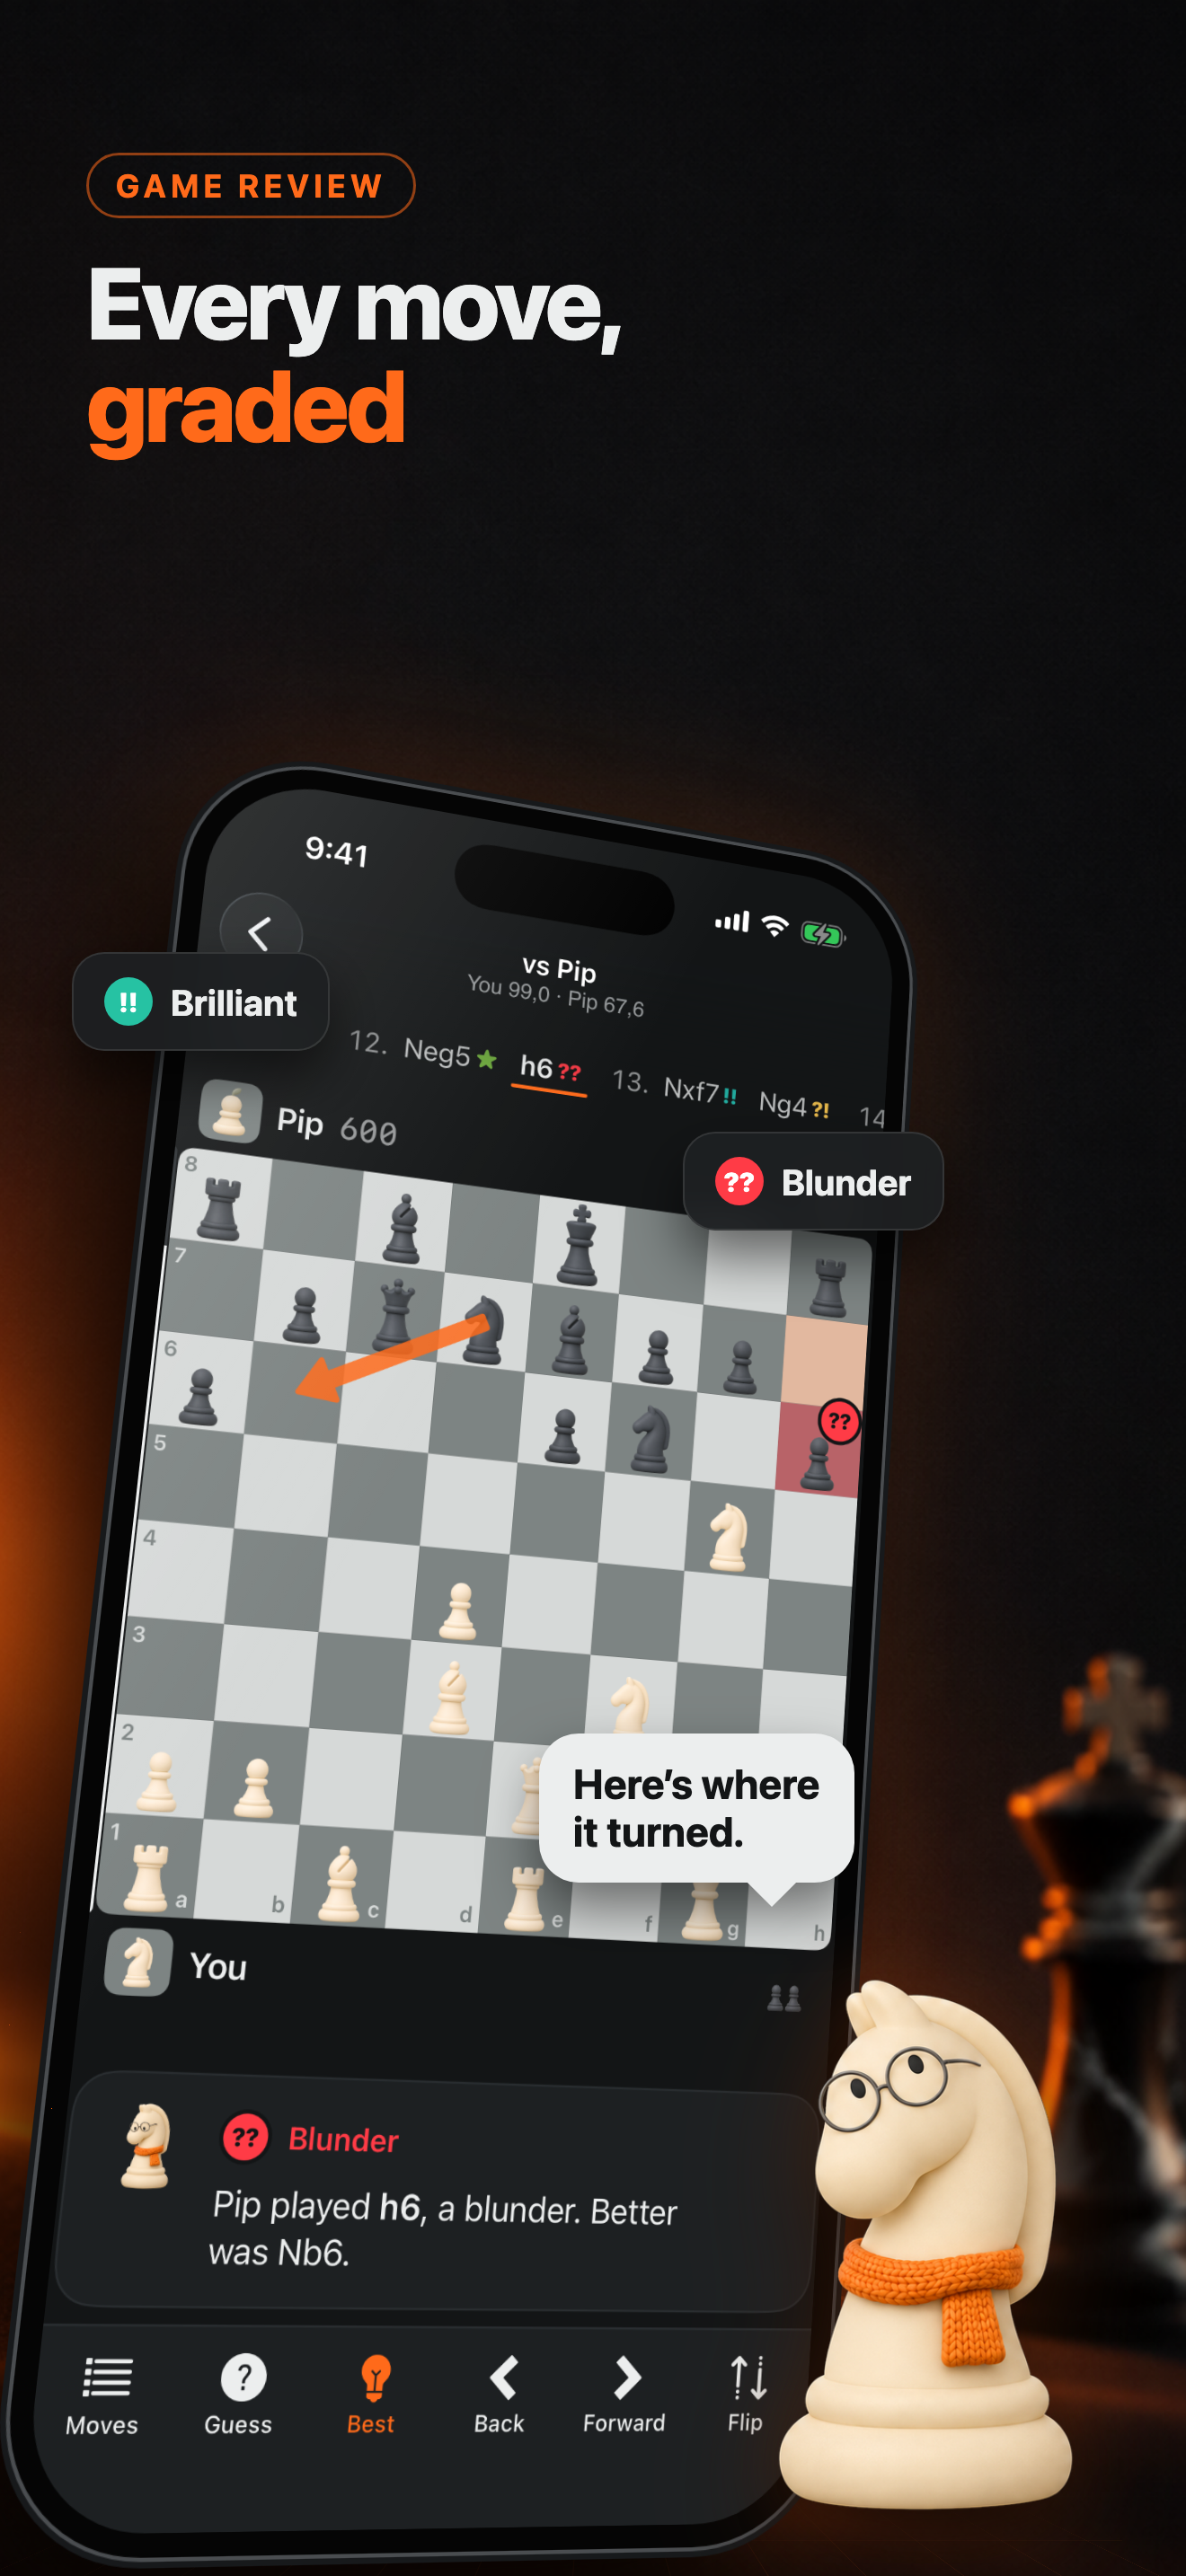 GAME REVIEW
Every move,
graded
9:41
vs Pip
You 99,0 · Pip 67,6
!! Brilliant
12. Neg5 h6 ?? 13. Nxf7 !! Ng4 ?! 14
Pip 600
?? Blunder
8
7
6
??
5
4
3
2
Here's where
it turned.
1
a b c d e f g h
You
?? Blunder
Pip played h6, a blunder. Better
was Nb6.
?
Moves Guess Best Back Forward Flip